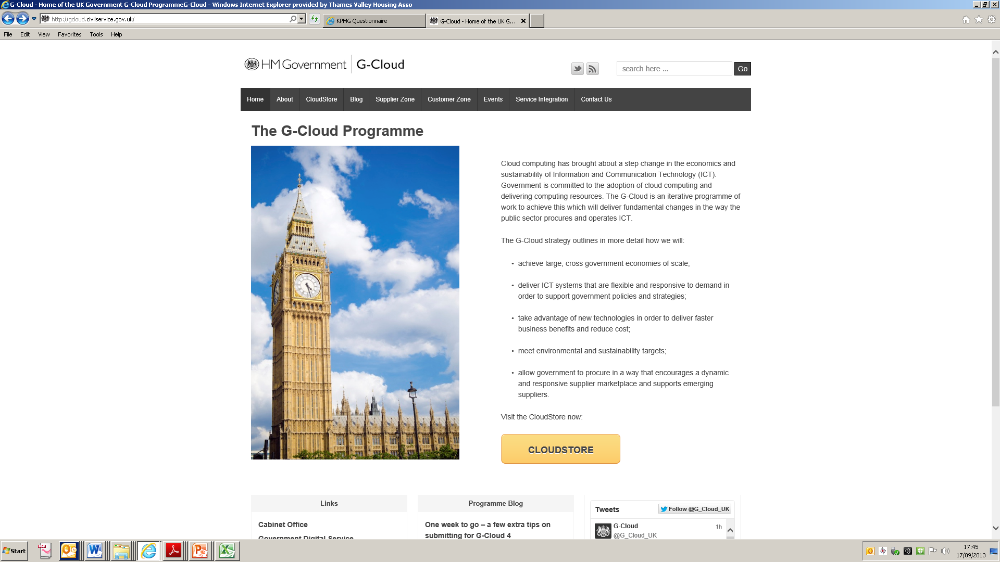 G-Cloud - Home of the UK Government G-Cloud ProgrammeG-Cloud - Windows Internet Explorer provided by Thames Valley Housing Asso
http://gcloud.civilservice.gov.uk/
KPMG Questionnaire
G-Cloud - Home of the UK G...
File Edit View Favorites Tools Help
HM Government G-Cloud
search here ... Go
Home About CloudStore Blog Supplier Zone Customer Zone Events Service Integration Contact Us
The G-Cloud Programme
Cloud computing has brought about a step change in the economics and
sustainability of Information and Communication Technology (ICT).
Government is committed to the adoption of cloud computing and
delivering computing resources. The G-Cloud is an iterative programme of
work to achieve this which will deliver fundamental changes in the way the
public sector procures and operates ICT.
The G-Cloud strategy outlines in more detail how we will:
• achieve large, cross government economies of scale;
• deliver ICT systems that are flexible and responsive to demand in
order to support government policies and strategies;
• take advantage of new technologies in order to deliver faster
business benefits and reduce cost;
• meet environmental and sustainability targets;
• allow government to procure in a way that encourages a dynamic
and responsive supplier marketplace and supports emerging
suppliers.
Visit the CloudStore now:
CLOUDSTORE
Links
Cabinet Office
Government Digital Service
Programme Blog
One week to go – a few extra tips on
submitting for G-Cloud 4
Tweets Follow @G_Cloud_UK
G-Cloud 1h
@G_Cloud_UK
Start
17:45
17/09/2013